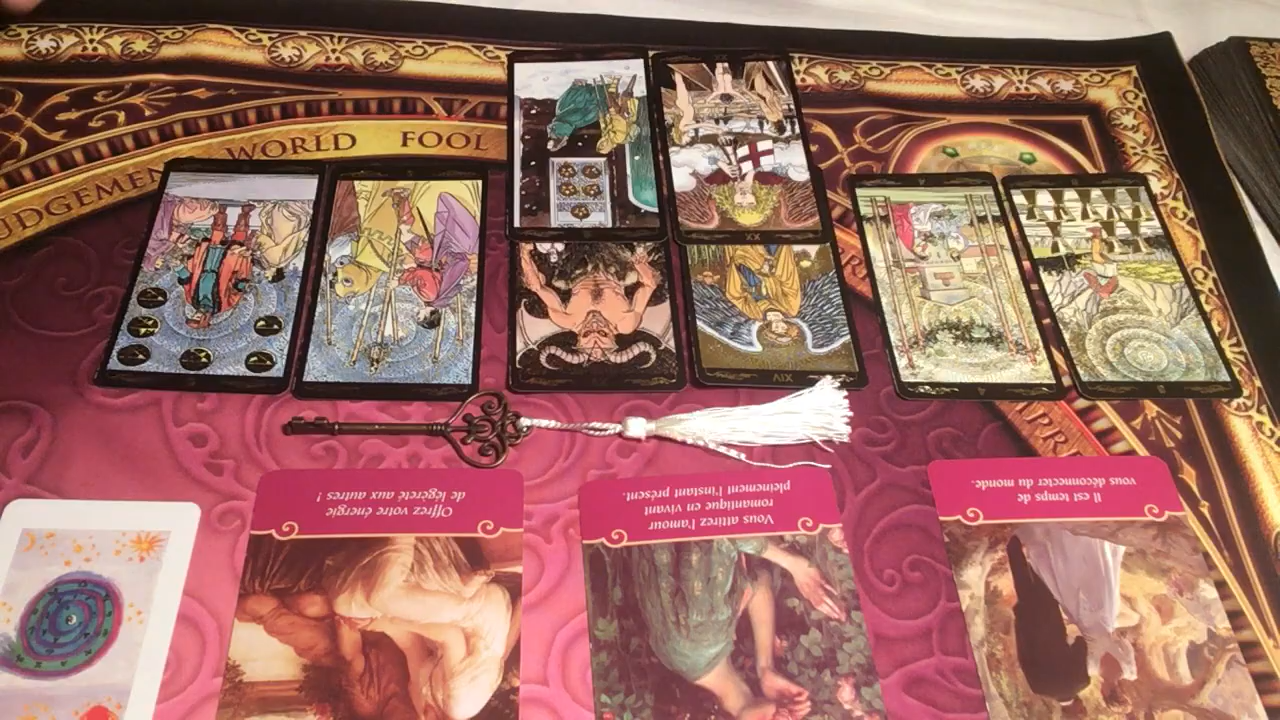 JUDGEMEN
WORLD
FOOL
XX
XIV
Offrez votre énergie
de légèreté aux autres !
Vous attirez l'amour
romantique en vivant
pleinement l'instant présent.
Il est temps de
vous déconnecter du monde.